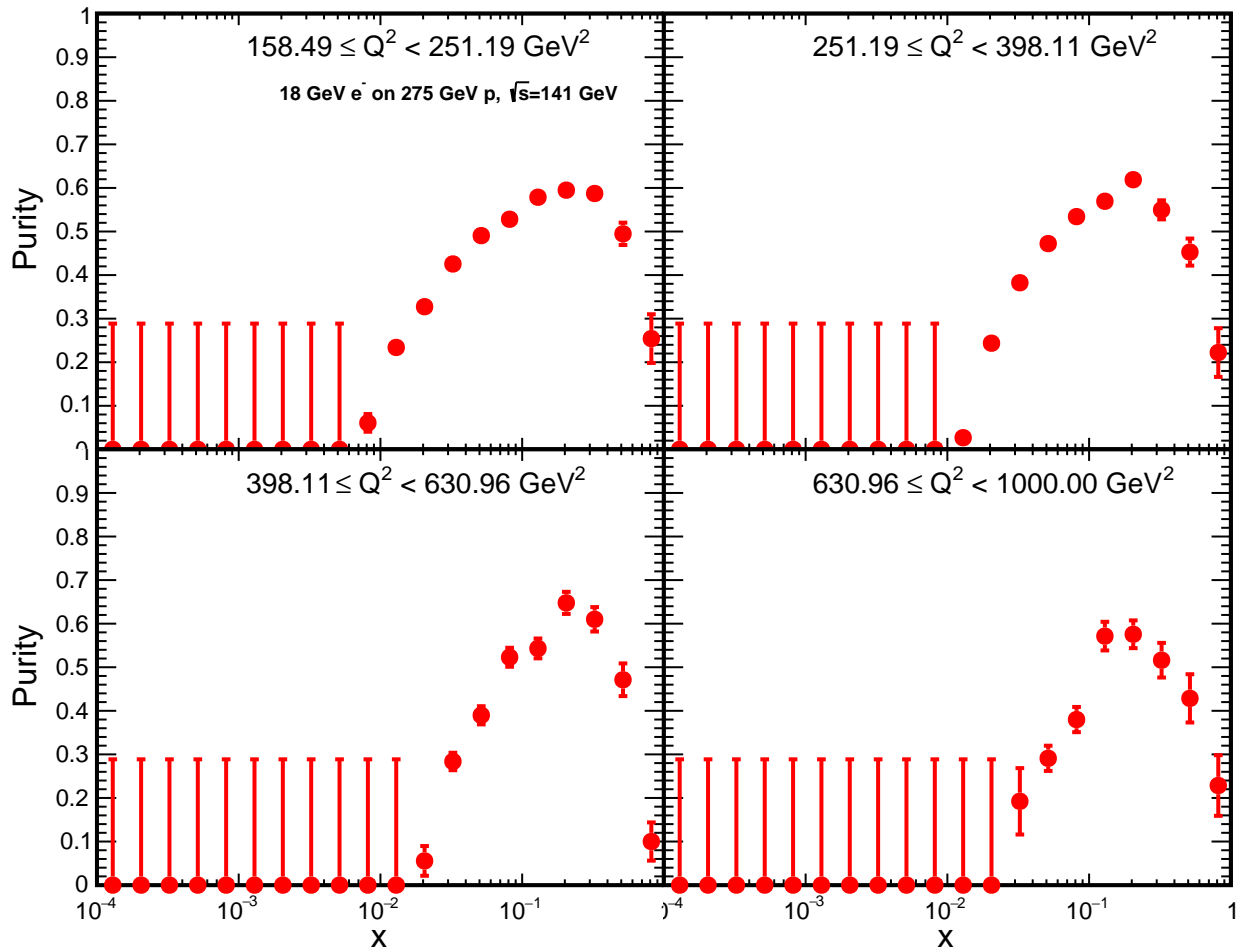 158.49 ≤ Q² < 251.19 GeV²
18 GeV e⁻ on 275 GeV p, √s=141 GeV
Purity
1
0.9
0.8
0.7
0.6
0.5
0.4
0.3
0.2
0.1
0
251.19 ≤ Q² < 398.11 GeV²
398.11 ≤ Q² < 630.96 GeV²
Purity
0.9
0.8
0.7
0.6
0.5
0.4
0.3
0.2
0.1
0
10⁻⁴ 10⁻³ 10⁻² 10⁻¹
x
630.96 ≤ Q² < 1000.00 GeV²
10⁻³ 10⁻² 10⁻¹ 1
x